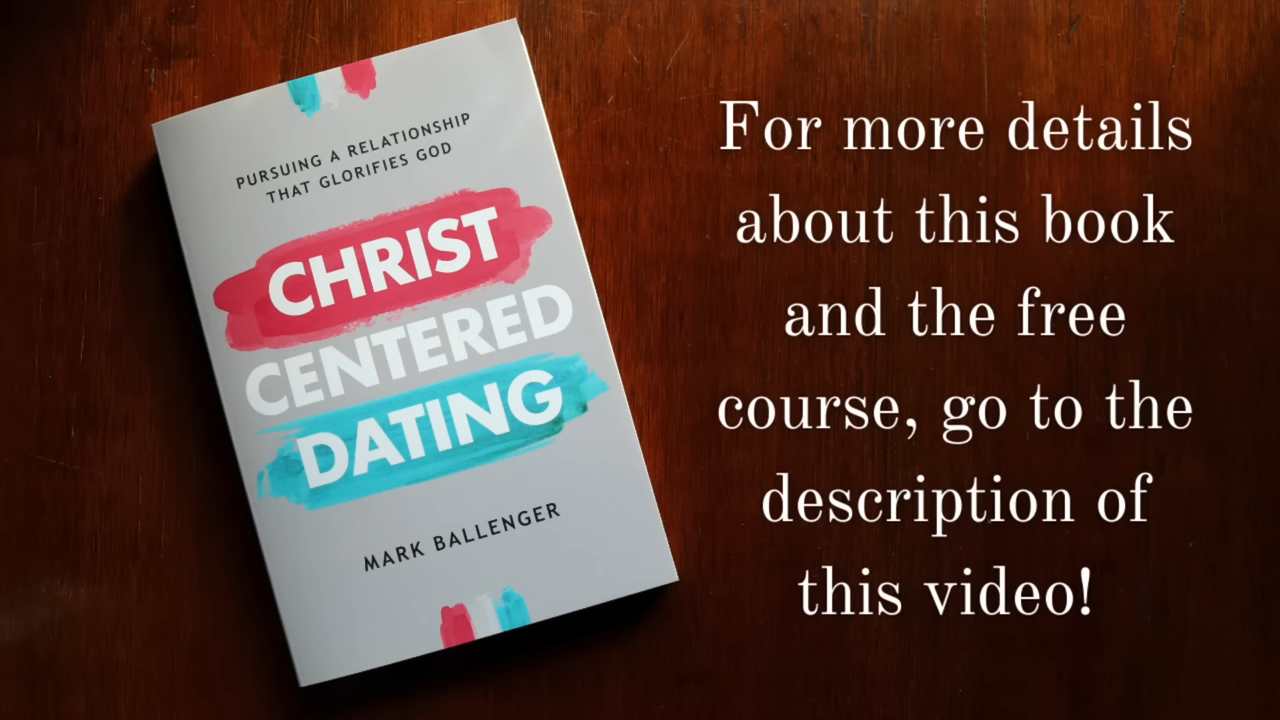 PURSUING A RELATIONSHIP
THAT GLORIFIES GOD
CHRIST
CENTERED
DATING
MARK BALLENGER
For more details
about this book
and the free
course, go to the
description of
this video!